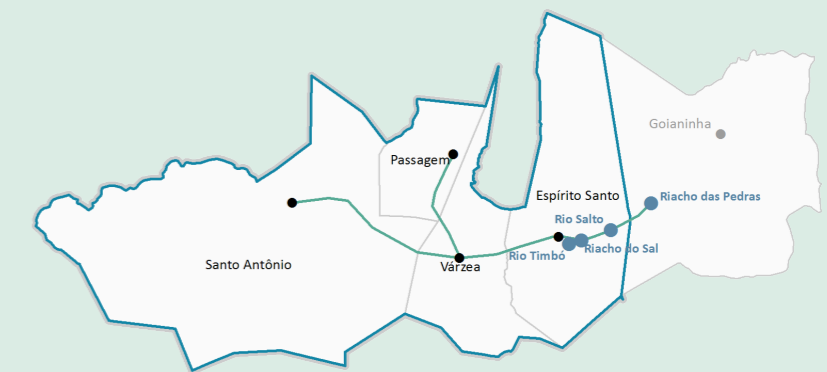 Goianinha
Passagem
Espírito Santo
Riacho das Pedras
Rio Salto
Riacho do Sal
Rio Timbó
Santo Antônio
Várzea